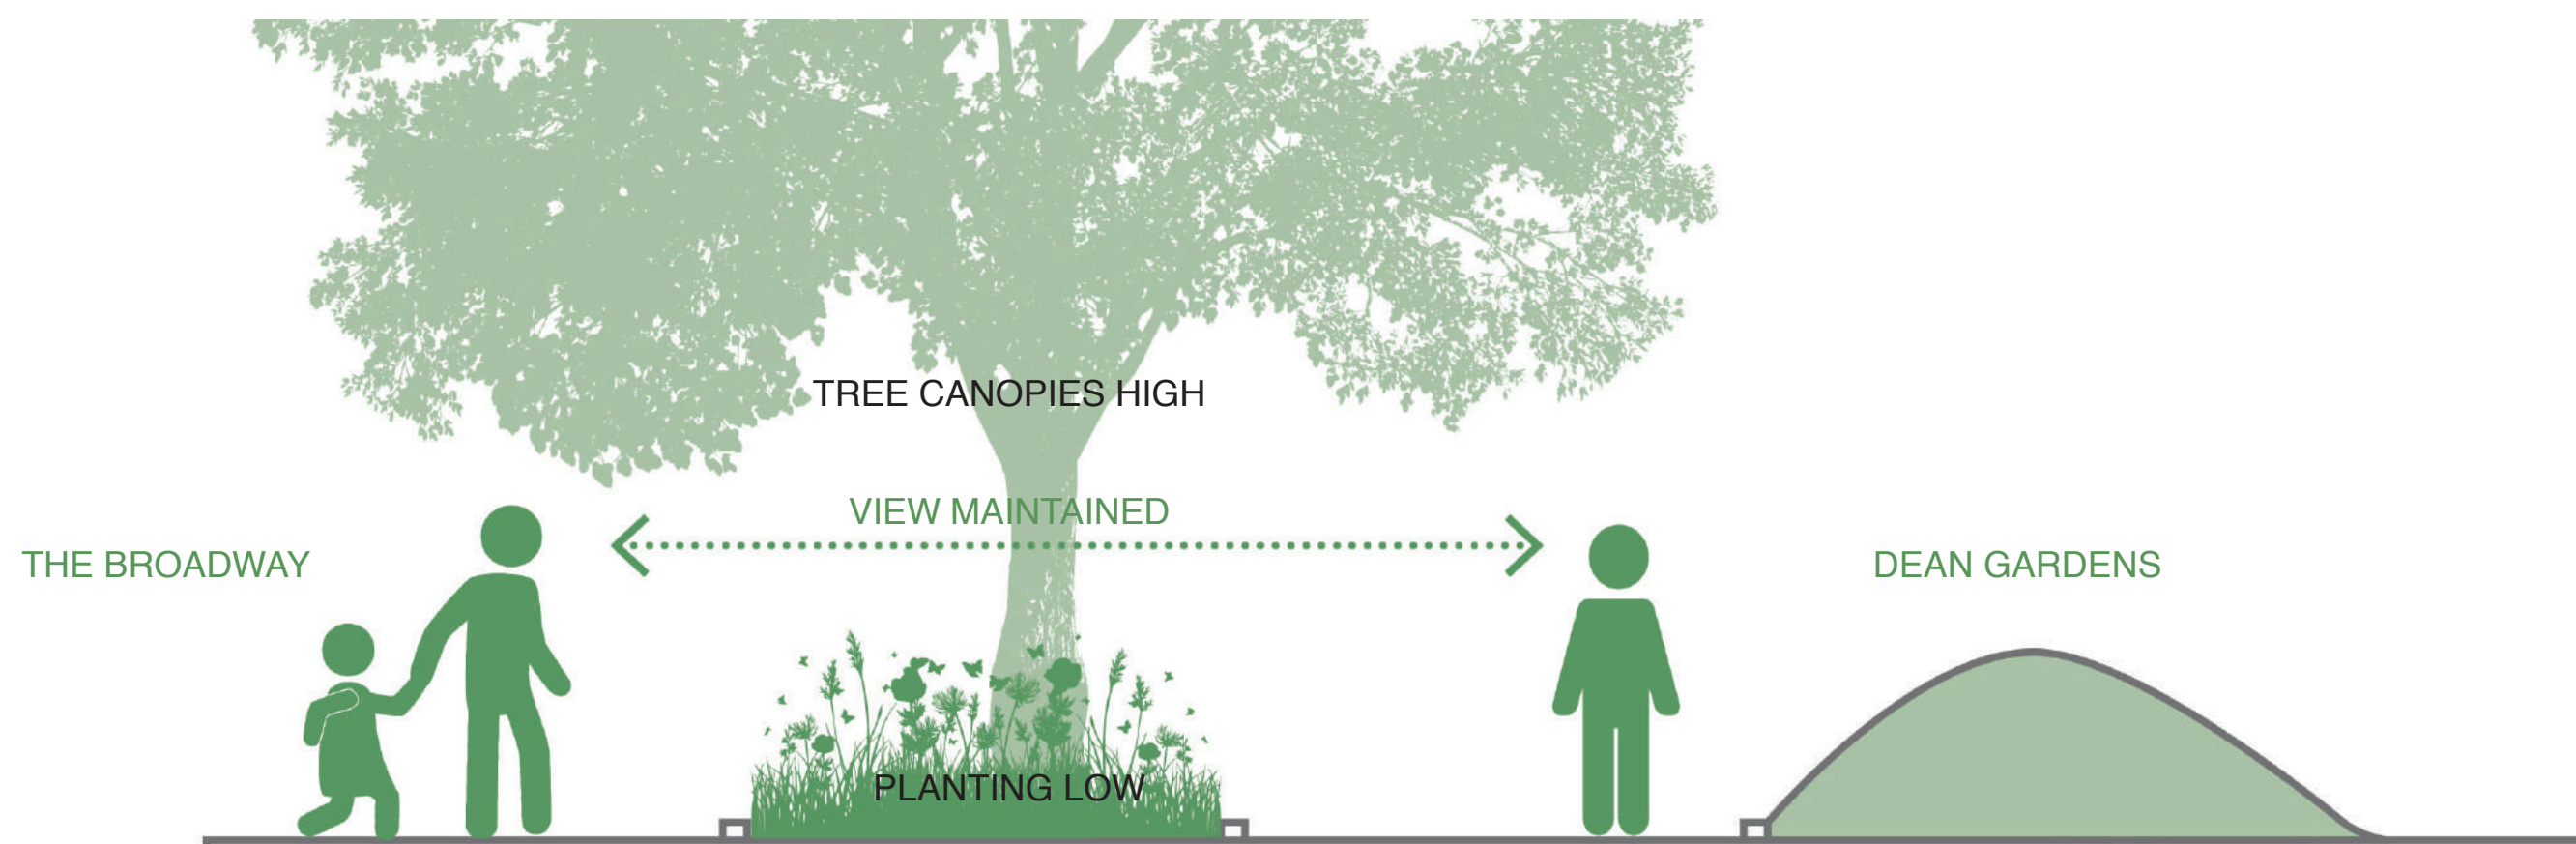 TREE CANOPIES HIGH
VIEW MAINTAINED
THE BROADWAY
DEAN GARDENS
PLANTING LOW